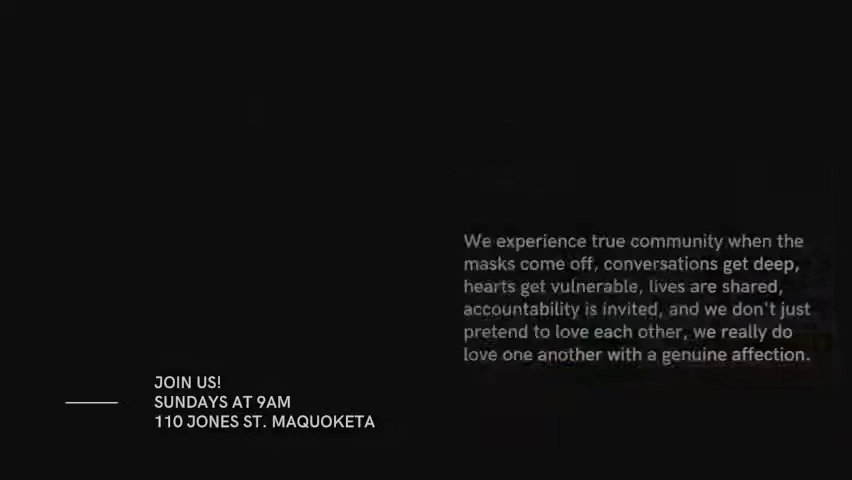 We experience true community when the
masks come off, conversations get deep,
hearts get vulnerable, lives are shared,
accountability is invited, and we don't just
pretend to love each other, we really do
love one another with a genuine affection.
JOIN US!
SUNDAYS AT 9AM
110 JONES ST. MAQUOKETA